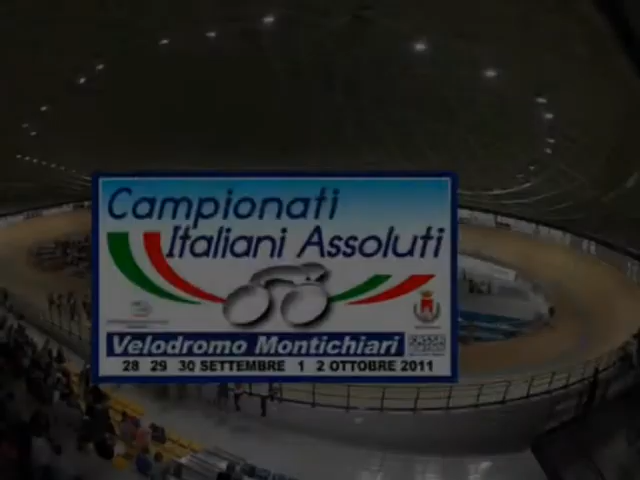 Campionati
Italiani Assoluti
Velodromo Montichiari
28 29 30 SETTEMBRE 1 2 OTTOBRE 2011